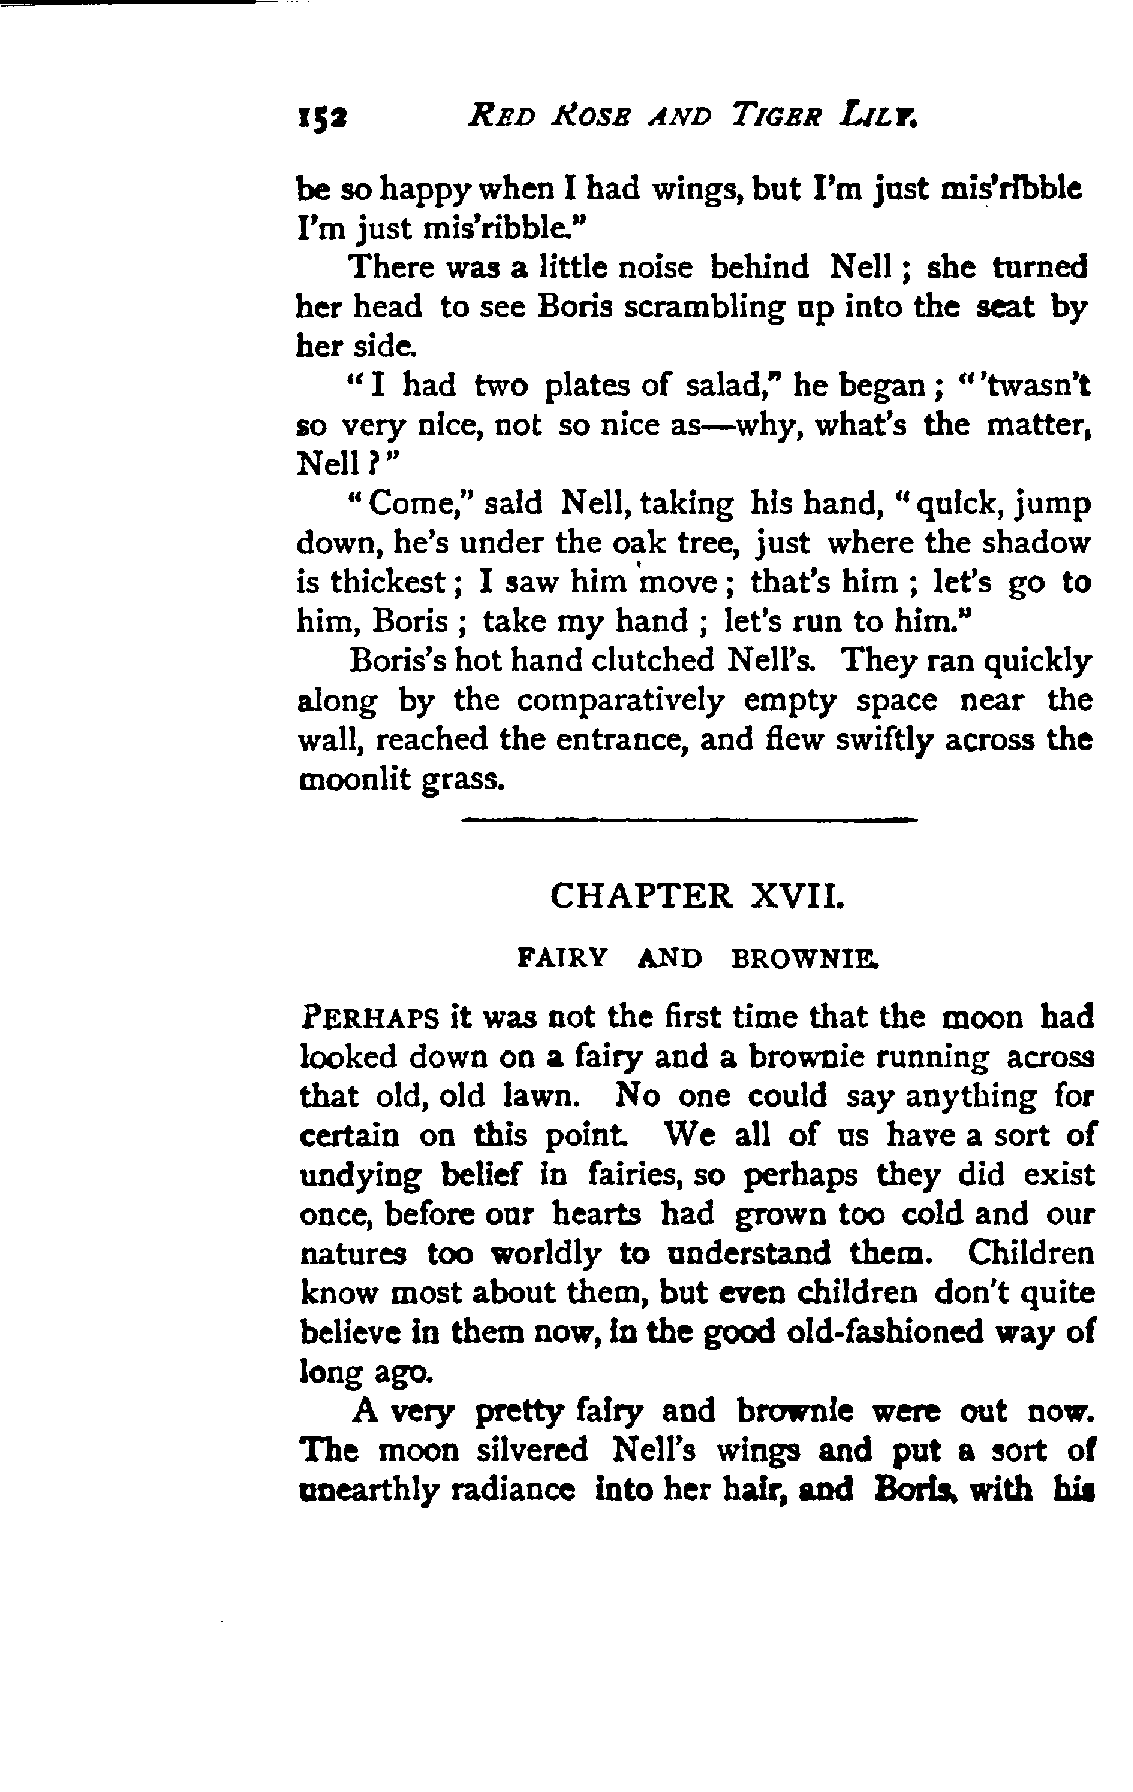 152 RED ROSE AND TIGER LILY.
be so happy when I had wings, but I'm just mis'ribble
I'm just mis'ribble."
There was a little noise behind Nell ; she turned
her head to see Boris scrambling up into the seat by
her side.
"I had two plates of salad," he began ; "'twasn't
so very nice, not so nice as—why, what's the matter,
Nell ?"
"Come," said Nell, taking his hand, "quick, jump
down, he's under the oak tree, just where the shadow
is thickest ; I saw him move ; that's him ; let's go to
him, Boris ; take my hand ; let's run to him."
Boris's hot hand clutched Nell's. They ran quickly
along by the comparatively empty space near the
wall, reached the entrance, and flew swiftly across the
moonlit grass.
CHAPTER XVII.
FAIRY AND BROWNIE.
PERHAPS it was not the first time that the moon had
looked down on a fairy and a brownie running across
that old, old lawn. No one could say anything for
certain on this point. We all of us have a sort of
undying belief in fairies, so perhaps they did exist
once, before our hearts had grown too cold and our
natures too worldly to understand them. Children
know most about them, but even children don't quite
believe in them now, in the good old-fashioned way of
long ago.
A very pretty fairy and brownie were out now.
The moon silvered Nell's wings and put a sort of
unearthly radiance into her hair, and Boris, with his